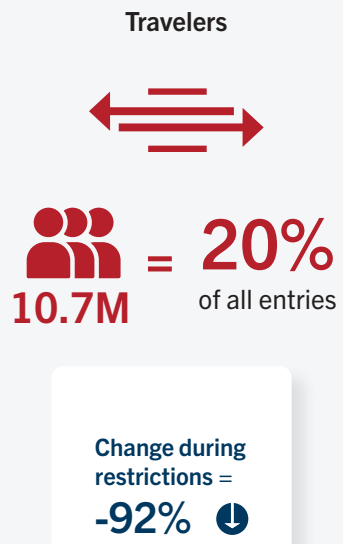 Travelers
10.7M = 20%
of all entries
Change during
restrictions =
-92%